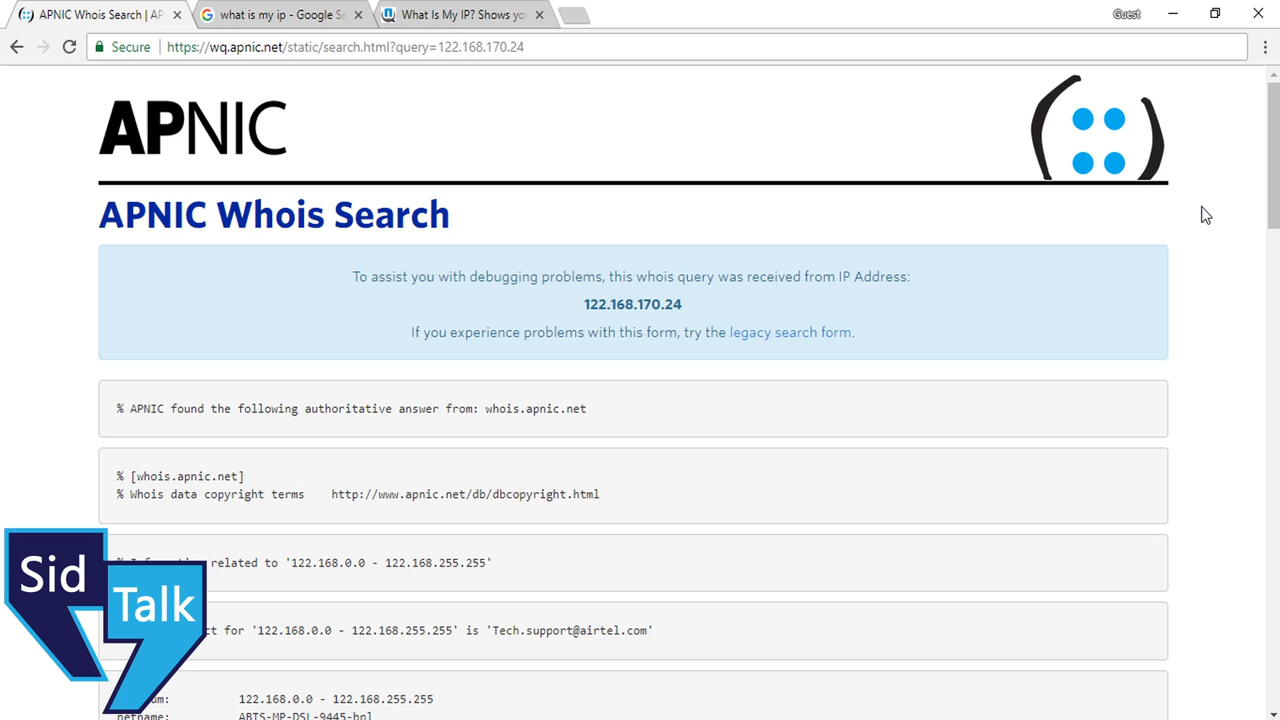 APNIC Whois Search | AP
what is my ip - Google Se
What Is My IP? Shows yo
Guest
Secure
https://wq.apnic.net/static/search.html?query=122.168.170.24
APNIC
APNIC Whois Search
To assist you with debugging problems, this whois query was received from IP Address:
122.168.170.24
If you experience problems with this form, try the legacy search form.
% APNIC found the following authoritative answer from: whois.apnic.net
% [whois.apnic.net]
% Whois data copyright terms http://www.apnic.net/db/dbcopyright.html
related to '122.168.0.0 - 122.168.255.255'
for '122.168.0.0 - 122.168.255.255' is 'Tech.support@airtel.com'
122.168.0.0 - 122.168.255.255
netname: ABTS-MP-DSL-9445-bpl
Sid
Talk